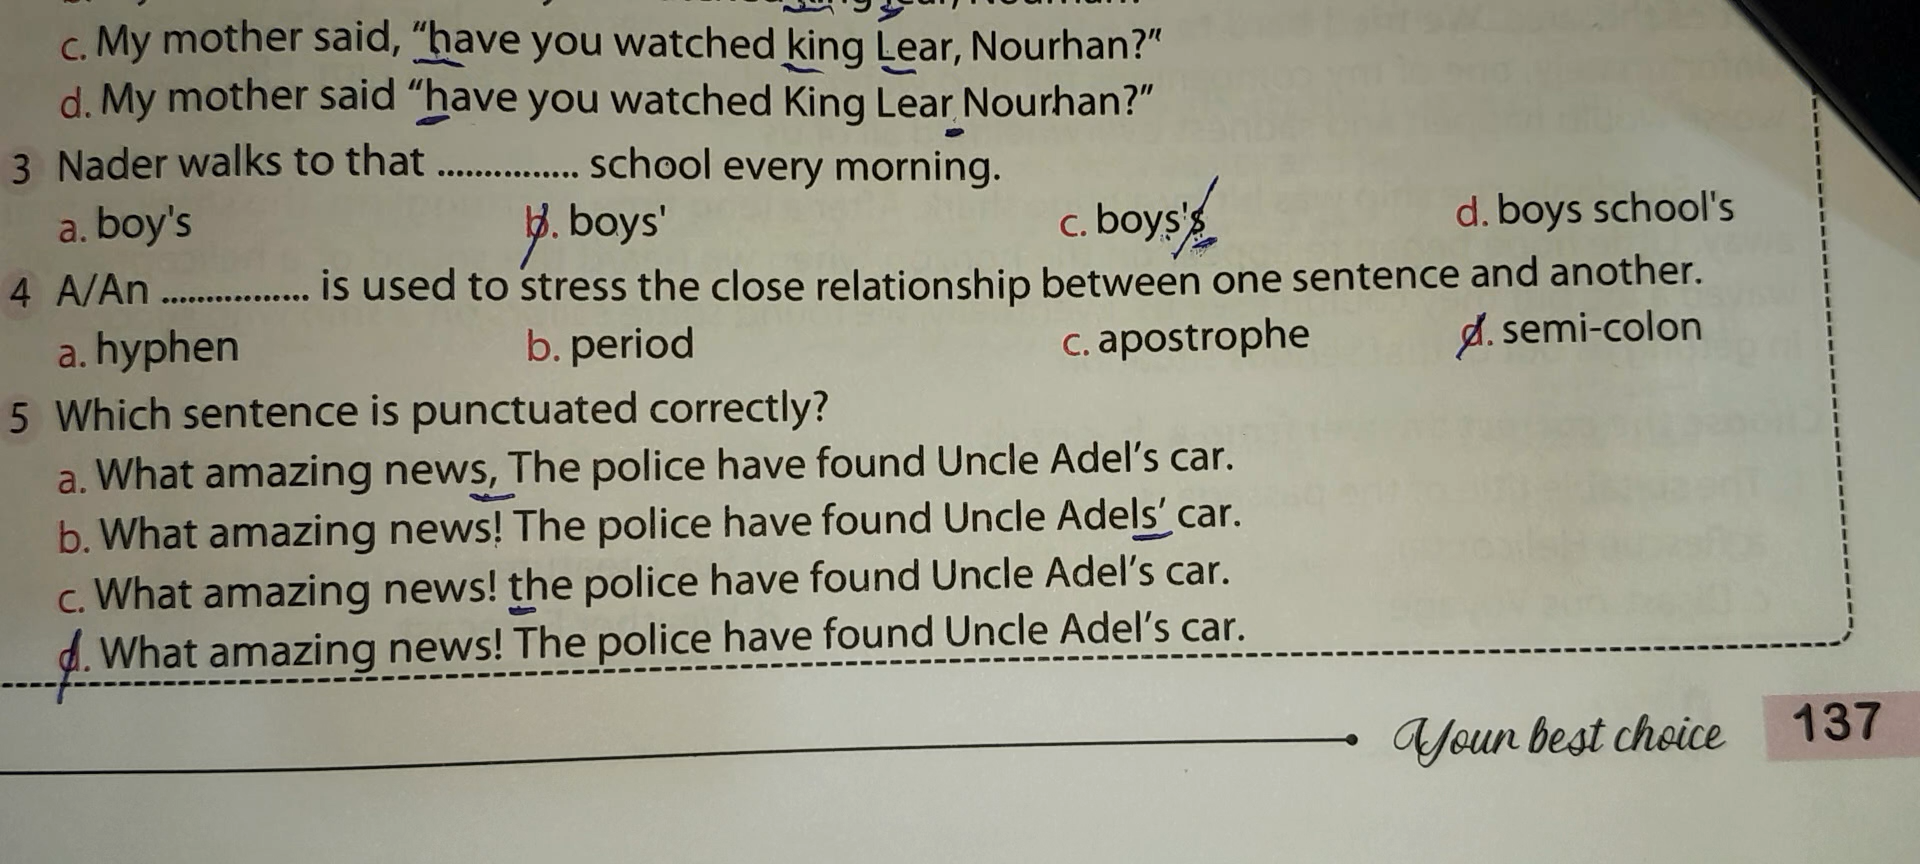 c. My mother said, "have you watched king Lear, Nourhan?"
d. My mother said "have you watched King Lear Nourhan?"
3 Nader walks to that ............... school every morning.
a. boy's b. boys' c. boys's d. boys school's
4 A/An ................ is used to stress the close relationship between one sentence and another.
a. hyphen b. period c. apostrophe d. semi-colon
5 Which sentence is punctuated correctly?
a. What amazing news, The police have found Uncle Adel's car.
b. What amazing news! The police have found Uncle Adels' car.
c. What amazing news! the police have found Uncle Adel's car.
d. What amazing news! The police have found Uncle Adel's car.
Your best choice 137